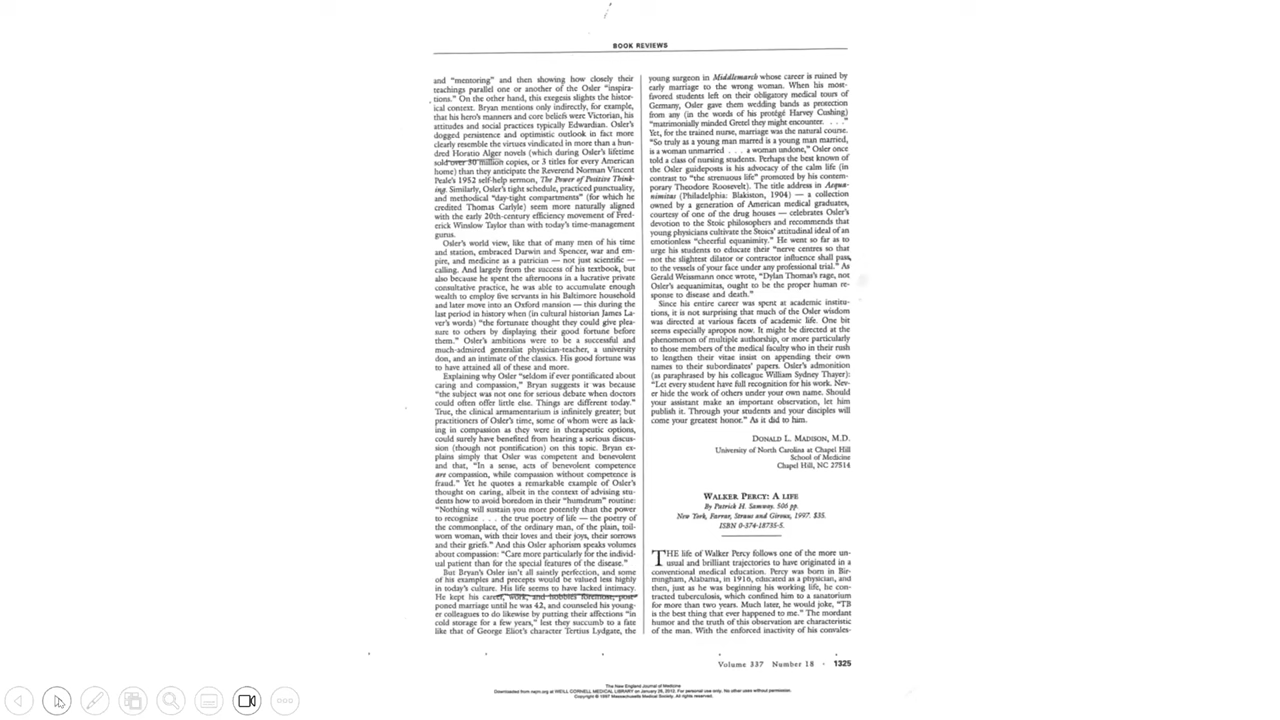 BOOK REVIEWS
and “mentoring” and then showing how closely their
teachings parallel one or another of the Osler “inspira-
tions.” On the other hand, this exegesis slights the histor-
ical context. Bryan mentions only indirectly, for example,
that his hero’s manners and core beliefs were Victorian, his
attitudes and social practices typically Edwardian. Osler’s
dogged persistence and optimistic outlook in fact more
clearly resemble the virtues vindicated in more than a hun-
dred Horatio Alger novels (which during Osler’s lifetime
sold over 30 million copies, or 3 titles for every American
home) than they anticipate the Reverend Norman Vincent
Peale’s 1952 self-help sermon, The Power of Positive Think-
ing. Similarly, Osler’s tight schedule, practiced punctuality,
and methodical “day-tight compartments” (for which he
credited Thomas Carlyle) seem more naturally aligned
with the early 20th-century efficiency movement of Fred-
erick Winslow Taylor than with today’s time-management
gurus.
Osler’s world view, like that of many men of his time
and station, embraced Darwin and Spencer, war and em-
pire, and medicine as a patrician — not just scientific —
calling. And largely from the success of his textbook, but
also because he spent the afternoons in a lucrative private
consultative practice, he was able to accumulate enough
wealth to employ five servants in his Baltimore household
and later move into an Oxford mansion — this during the
last period in history when (in cultural historian James La-
ver’s words) “the fortunate thought they could give plea-
sure to others by displaying their good fortune before
them.” Osler’s ambitions were to be a successful and
much-admired generalist physician-teacher, a university
don, and an intimate of the classics. His good fortune was
to have attained all of these and more.
Explaining why Osler “seldom if ever pontificated about
caring and compassion,” Bryan suggests it was because
“the subject was not one for serious debate when doctors
could often offer little else. Things are different today.”
True, the clinical armamentarium is infinitely greater; but
practitioners of Osler’s time, some of whom were as lack-
ing in compassion as they were in therapeutic options,
could surely have benefited from hearing a serious discus-
sion (though not pontification) on this topic. Bryan ex-
plains simply that Osler was competent and benevolent
and that, “In a sense, acts of benevolent competence
are compassion, while compassion without competence is
fraud.” Yet he quotes a remarkable example of Osler’s
thought on caring, albeit in the context of advising stu-
dents how to avoid boredom in their “humdrum” routine:
“Nothing will sustain you more potently than the power
to recognize . . . the true poetry of life — the poetry of
the commonplace, of the ordinary man, of the plain, toil-
worn woman, with their loves and their joys, their sorrows
and their griefs.” And this Osler aphorism speaks volumes
about compassion: “Care more particularly for the individ-
ual patient than for the special features of the disease.”
But Bryan’s Osler isn’t all saintly perfection, and some
of his examples and precepts would be valued less highly
in today’s culture. His life seems to have lacked intimacy.
He kept his career, work, and hobbies foremost, post-
poned marriage until he was 42, and counseled his young-
er colleagues to do likewise by putting their affections “in
cold storage for a few years,” lest they succumb to a fate
like that of George Eliot’s character Tertius Lydgate, the
young surgeon in Middlemarch whose career is ruined by
early marriage to the wrong woman. When his most-
favored students left on their obligatory medical tours of
Germany, Osler gave them wedding bands as protection
from any (in the words of his protégé Harvey Cushing)
“matrimonially minded Gretel they might encounter. . . .”
Yet, for the trained nurse, marriage was the natural course.
“So truly as a young man married is a young man married,
is a woman unmarried . . . a woman undone,” Osler once
told a class of nursing students. Perhaps the best known of
the Osler guideposts is his advocacy of the calm life (in
contrast to “the strenuous life” promoted by his contem-
porary Theodore Roosevelt). The title address in Aequa-
nimitas (Philadelphia: Blakiston, 1904) — a collection
owned by a generation of American medical graduates,
courtesy of one of the drug houses — celebrates Osler’s
devotion to the Stoic philosophers and recommends that
young physicians cultivate the Stoics’ attitudinal ideal of an
emotionless “cheerful equanimity.” He went so far as to
urge his students to educate their “nerve centres so that
not the slightest dilator or contractor influence shall pass
to the vessels of your face under any professional trial.” As
Gerald Weissmann once wrote, “Dylan Thomas’s rage, not
Osler’s aequanimitas, ought to be the proper human re-
sponse to disease and death.”
Since his entire career was spent at academic institu-
tions, it is not surprising that much of the Osler wisdom
was directed at various facets of academic life. One bit
seems especially apropos now. It might be directed at the
phenomenon of multiple authorship, or more particularly
to those members of the medical faculty who in their rush
to lengthen their vitae insist on appending their own
names to their subordinates’ papers. Osler’s admonition
(as paraphrased by his colleague William Sydney Thayer):
“Let every student have full recognition for his work. Nev-
er hide the work of others under your own name. Should
your assistant make an important observation, let him
publish it. Through your students and your disciples will
come your greatest honor.” As it did to him.
DONALD L. MADISON, M.D.
University of North Carolina at Chapel Hill
School of Medicine
Chapel Hill, NC 27514
WALKER PERCY: A LIFE
By Patrick H. Samway. 506 pp.
New York, Farrar, Straus and Giroux, 1997. $35.
ISBN 0-374-18735-5.
THE life of Walker Percy follows one of the more un-
usual and brilliant trajectories to have originated in a
conventional medical education. Percy was born in Bir-
mingham, Alabama, in 1916, educated as a physician, and
then, just as he was beginning his working life, he con-
tracted tuberculosis, which confined him to a sanatorium
for more than two years. Much later, he would joke, “TB
is the best thing that ever happened to me.” The mordant
humor and the truth of this observation are characteristic
of the man. With the enforced inactivity of his convales-
Volume 337 Number 18 · 1325
The New England Journal of Medicine
Downloaded from nejm.org at WEILL CORNELL MEDICAL LIBRARY on January 26, 2012. For personal use only. No other uses without permission.
Copyright © 1997 Massachusetts Medical Society. All rights reserved.